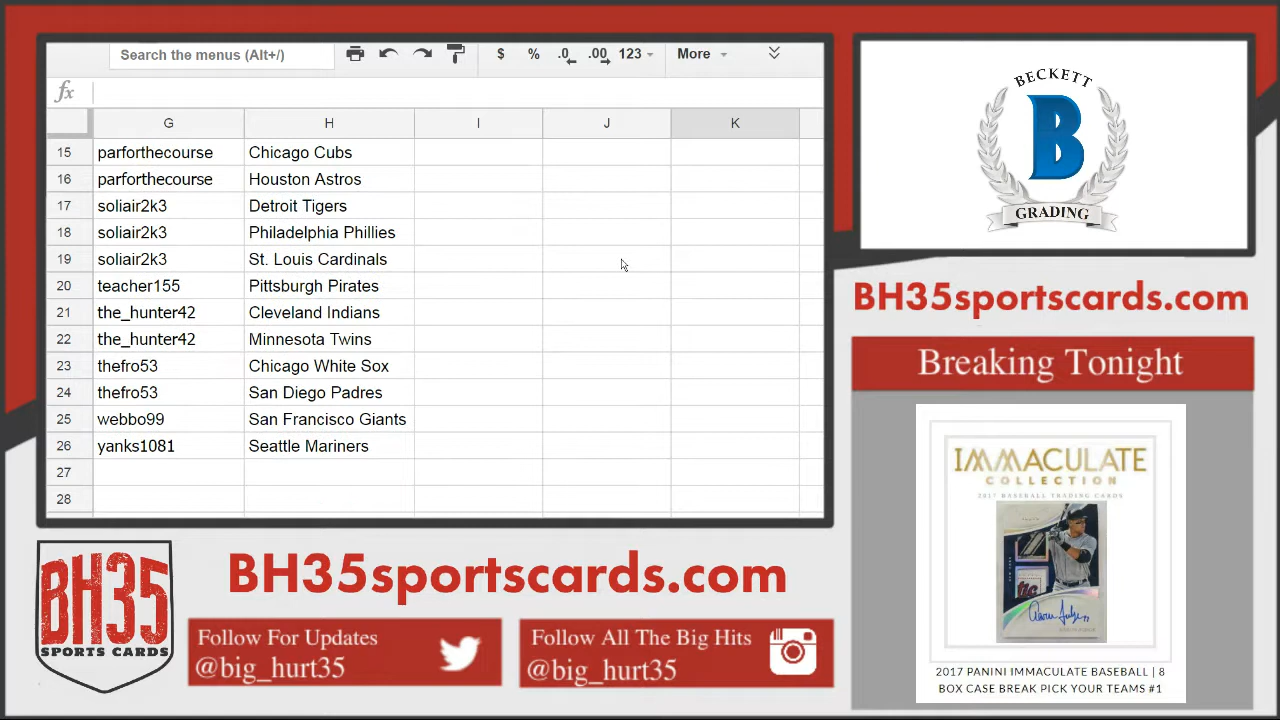 Search the menus (Alt+/)
$ % .0 .00 123 More
fx
G H I J K
15 parforthecourse Chicago Cubs
16 parforthecourse Houston Astros
17 soliair2k3 Detroit Tigers
18 soliair2k3 Philadelphia Phillies
19 soliair2k3 St. Louis Cardinals
20 teacher155 Pittsburgh Pirates
21 the_hunter42 Cleveland Indians
22 the_hunter42 Minnesota Twins
23 thefro53 Chicago White Sox
24 thefro53 San Diego Padres
25 webbo99 San Francisco Giants
26 yanks1081 Seattle Mariners
27
28
BECKETT
B
GRADING
BH35sportscards.com
Breaking Tonight
IMMACULATE
COLLECTION
2017 BASEBALL TRADING CARDS
2017 PANINI IMMACULATE BASEBALL | 8
BOX CASE BREAK PICK YOUR TEAMS #1
BH35
SPORTS CARDS
BH35sportscards.com
Follow For Updates
@big_hurt35
Follow All The Big Hits
@big_hurt35